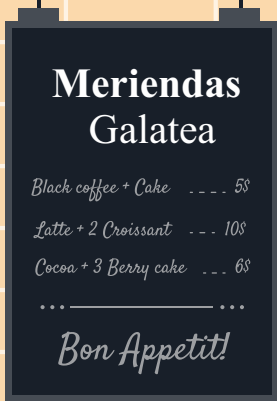 Meriendas
Galatea
Black coffee + Cake _ _ _ _ 5$
Latte + 2 Croissant _ _ _ 10$
Cocoa + 3 Berry cake _ _ _ 6$
Bon Appetit!